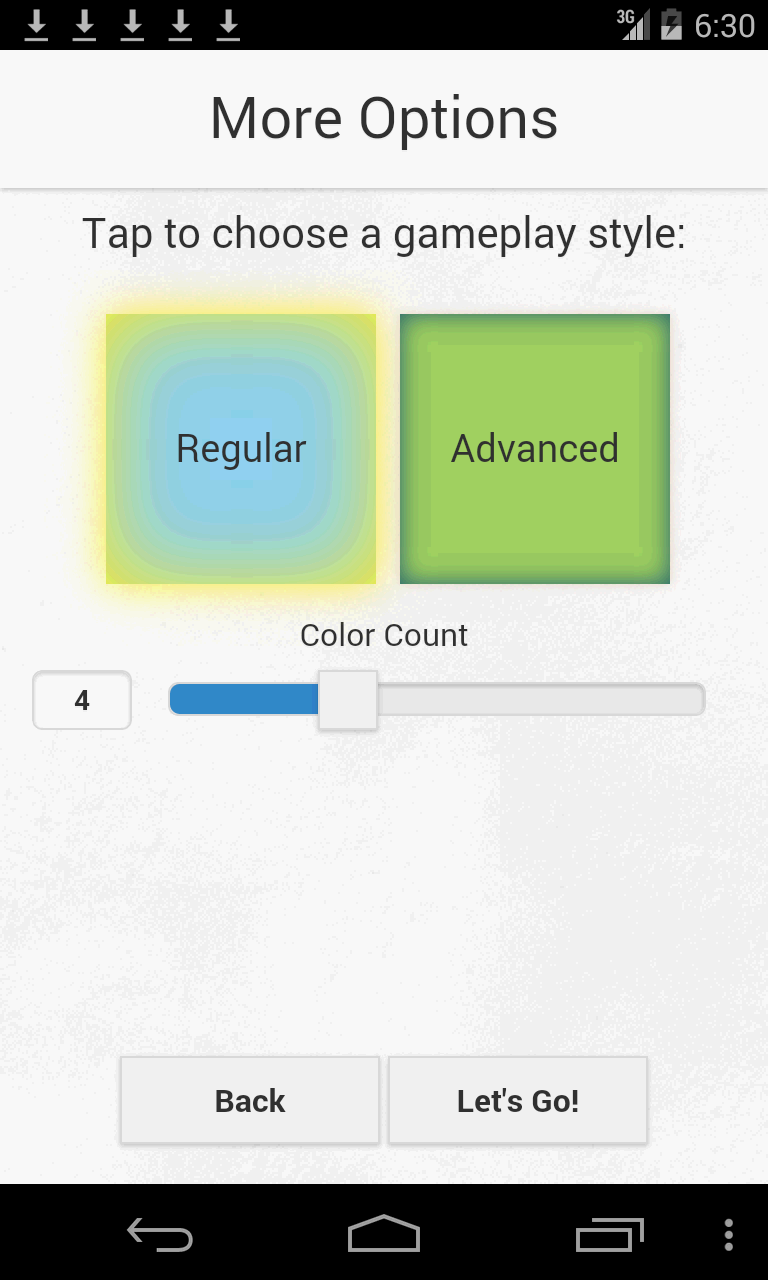 3G 6:30
More Options
Tap to choose a gameplay style:
Regular Advanced
Color Count
4
Back Let's Go!